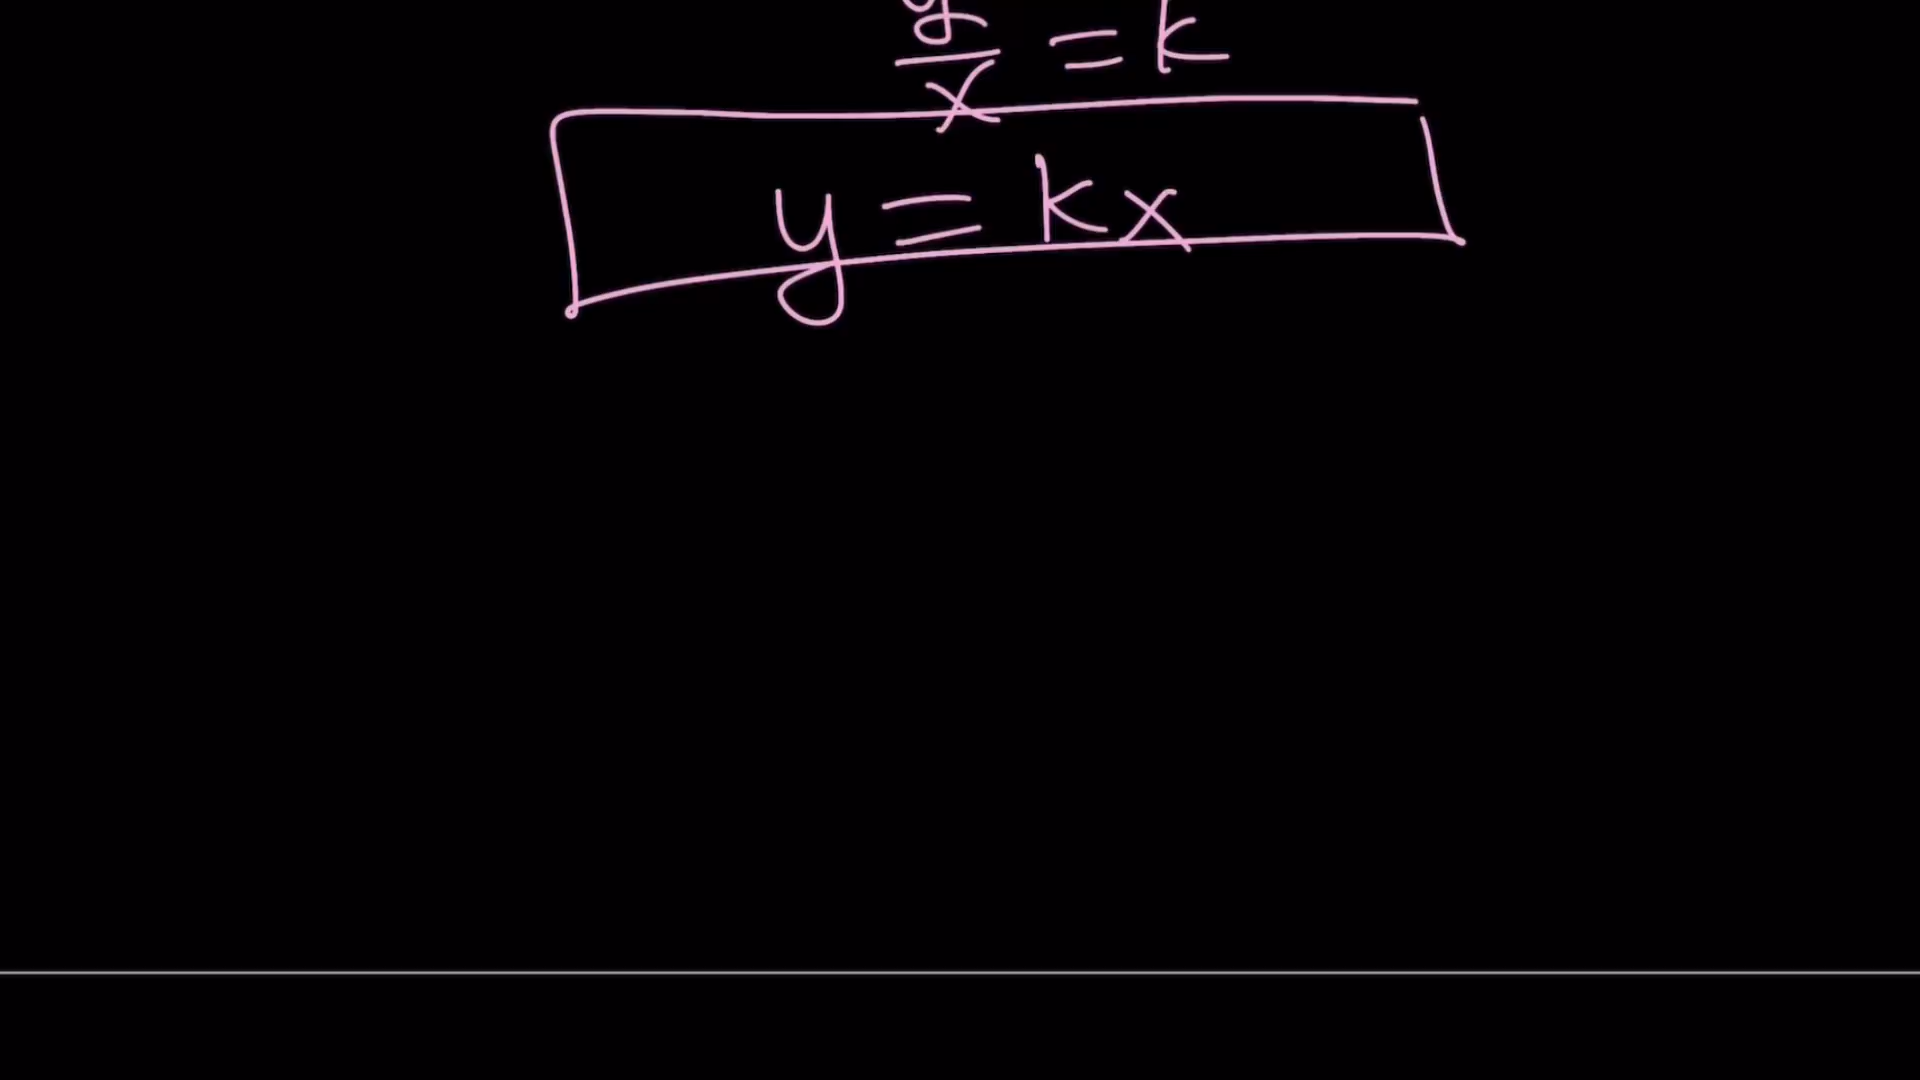 y/x = k
y = kx